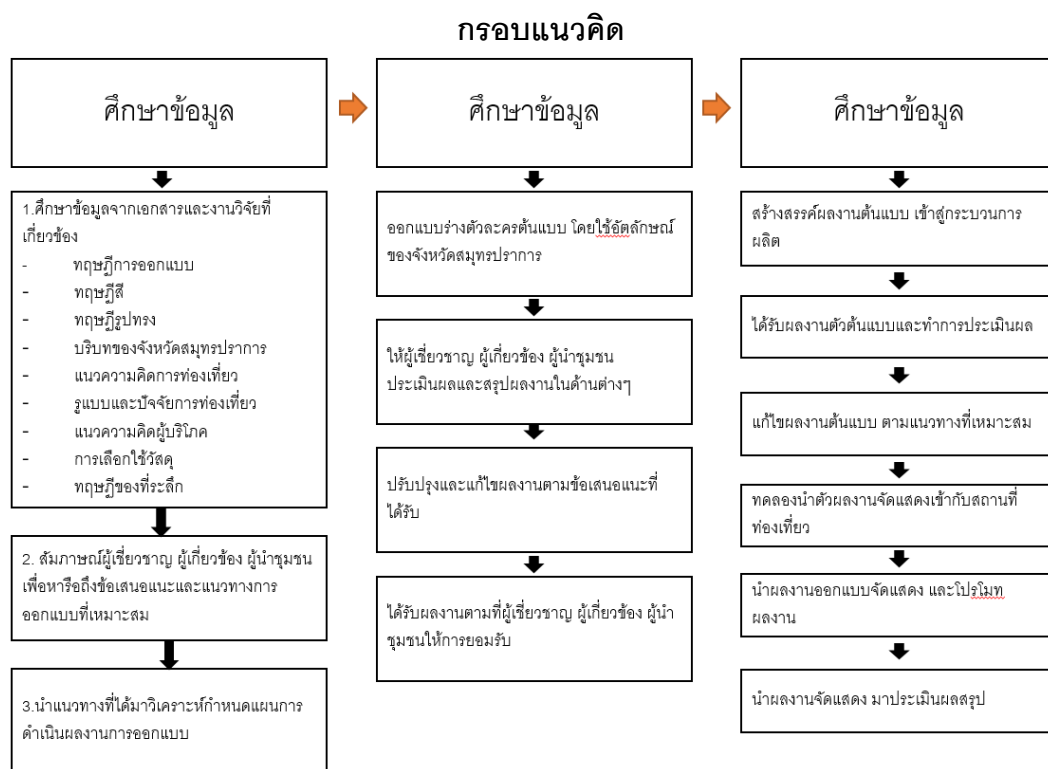 กรอบแนวคิด
ศึกษาข้อมูล
1.ศึกษาข้อมูลจากเอกสารและงานวิจัยที่
เกี่ยวข้อง
- ทฤษฎีการออกแบบ
- ทฤษฎีสี
- ทฤษฎีรูปทรง
- บริบทของจังหวัดสมุทรปราการ
- แนวความคิดการท่องเที่ยว
- รูแบบและปัจจัยการท่องเที่ยว
- แนวความคิดผู้บริโภค
- การเลือกใช้วัสดุ
- ทฤษฎีของที่ระลึก
2. สัมภาษณ์ผู้เชี่ยวชาญ ผู้เกี่ยวข้อง ผู้นำชุมชน
เพื่อหารือถึงข้อเสนอแนะและแนวทางการ
ออกแบบที่เหมาะสม
3.นำแนวทางที่ได้มาวิเคราะห์กำหนดแผนการ
ดำเนินผลงานการออกแบบ
ศึกษาข้อมูล
ออกแบบร่างตัวละครต้นแบบ โดยใช้อัตลักษณ์
ของจังหวัดสมุทรปราการ
ให้ผู้เชี่ยวชาญ ผู้เกี่ยวข้อง ผู้นำชุมชน
ประเมินผลและสรุปผลงานในด้านต่างๆ
ปรับปรุงและแก้ไขผลงานตามข้อเสนอแนะที่
ได้รับ
ได้รับผลงานตามที่ผู้เชี่ยวชาญ ผู้เกี่ยวข้อง ผู้นำ
ชุมชนให้การยอมรับ
ศึกษาข้อมูล
สร้างสรรค์ผลงานต้นแบบ เข้าสู่กระบวนการ
ผลิต
ได้รับผลงานตัวต้นแบบและทำการประเมินผล
แก้ไขผลงานต้นแบบ ตามแนวทางที่เหมาะสม
ทดลองนำตัวผลงานจัดแสดงเข้ากับสถานที่
ท่องเที่ยว
นำผลงานออกแบบจัดแสดง และโปรโมท
ผลงาน
นำผลงานจัดแสดง มาประเมินผลสรุป